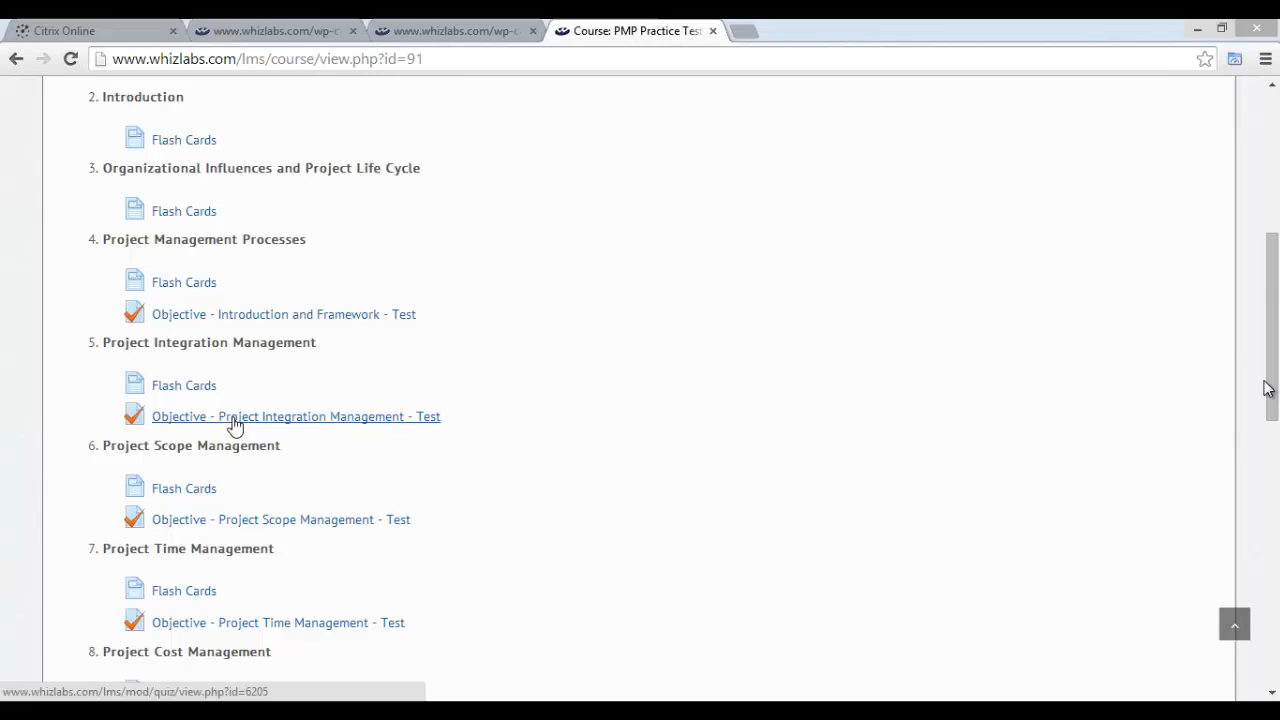 Citrix Online
www.whizlabs.com/wp-c
www.whizlabs.com/wp-c
Course: PMP Practice Tes
www.whizlabs.com/lms/course/view.php?id=91
2. Introduction
Flash Cards
3. Organizational Influences and Project Life Cycle
Flash Cards
4. Project Management Processes
Flash Cards
Objective - Introduction and Framework - Test
5. Project Integration Management
Flash Cards
Objective - Project Integration Management - Test
6. Project Scope Management
Flash Cards
Objective - Project Scope Management - Test
7. Project Time Management
Flash Cards
Objective - Project Time Management - Test
8. Project Cost Management
www.whizlabs.com/lms/mod/quiz/view.php?id=6205